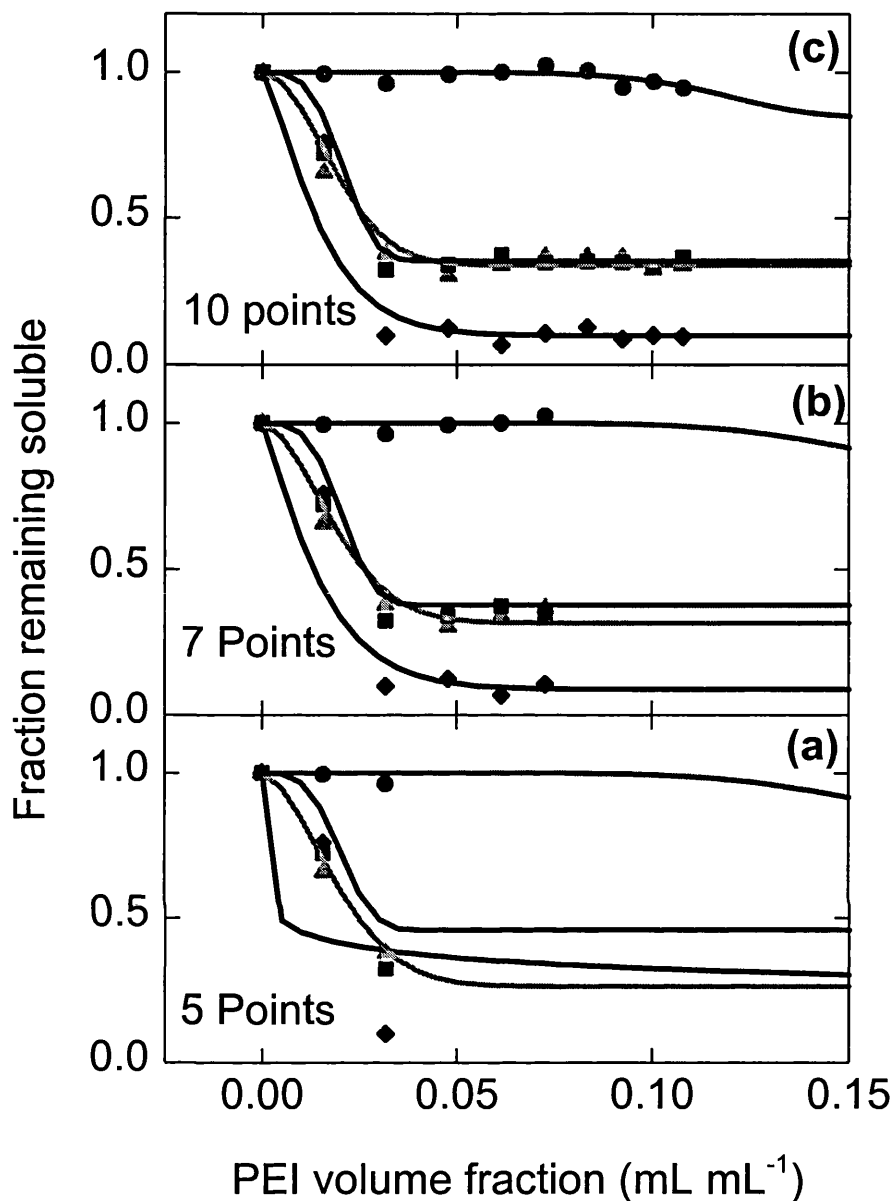 Fraction remaining soluble
(c)
1.0
0.5
10 points
0.0
(b)
1.0
0.5
7 Points
0.0
(a)
1.0
0.5
5 Points
0.0
0.00 0.05 0.10 0.15
PEI volume fraction (mL mL⁻¹)